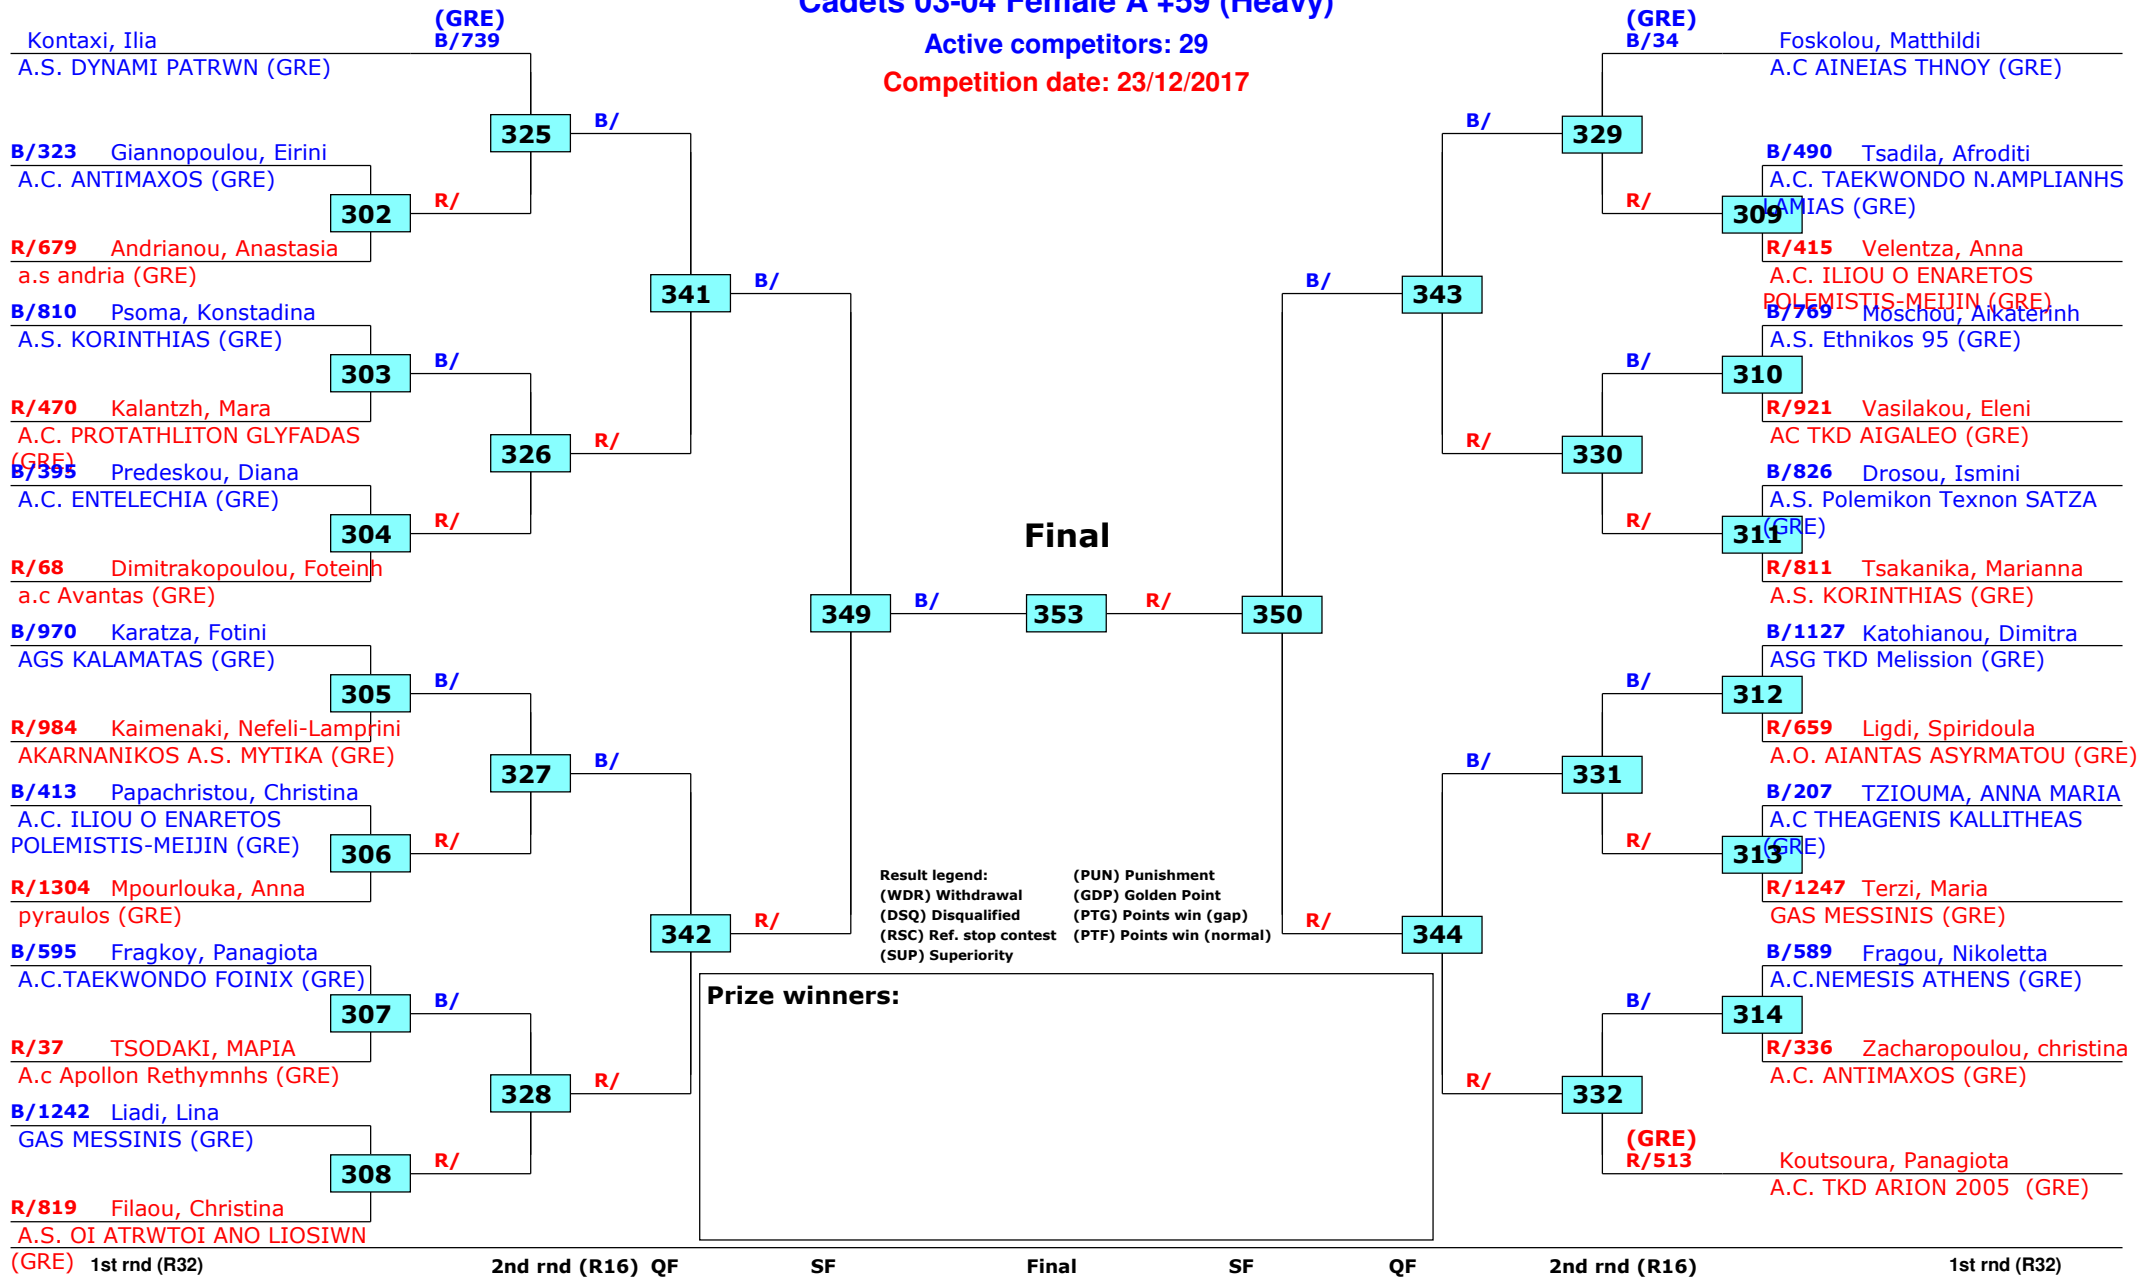 Cadets 03-04 Female A +59 (Heavy)
Active competitors: 29
Competition date: 23/12/2017
(GRE)
Kontaxi, Ilia B/739
A.S. DYNAMI PATRWN (GRE)
325
B/
B/323 Giannopoulou, Eirini
A.C. ANTIMAXOS (GRE)
302
R/
R/679 Andrianou, Anastasia
a.s andria (GRE)
341
B/
B/810 Psoma, Konstadina
A.S. KORINTHIAS (GRE)
303
B/
R/470 Kalantzh, Mara
A.C. PROTATHLITON GLYFADAS
(GRE)
326
R/
B/395 Predeskou, Diana
A.C. ENTELECHIA (GRE)
304
R/
R/68 Dimitrakopoulou, Foteinh
a.c Avantas (GRE)
349
B/
B/970 Karatza, Fotini
AGS KALAMATAS (GRE)
305
B/
R/984 Kaimenaki, Nefeli-Lamprini
AKARNANIKOS A.S. MYTIKA (GRE)
327
B/
B/413 Papachristou, Christina
A.C. ILIOU O ENARETOS
POLEMISTIS-MEIJIN (GRE)
306
R/
R/1304 Mpourlouka, Anna
pyraulos (GRE)
342
R/
B/595 Fragkoy, Panagiota
A.C.TAEKWONDO FOINIX (GRE)
307
B/
R/37 TSODAKI, MAPIA
A.c Apollon Rethymnhs (GRE)
328
R/
B/1242 Liadi, Lina
GAS MESSINIS (GRE)
308
R/
R/819 Filaou, Christina
A.S. OI ATRWTOI ANO LIOSIWN
(GRE)
Final
353
R/
(GRE)
B/34 Foskolou, Matthildi
A.C AINEIAS THNOY (GRE)
B/
329
B/490 Tsadila, Afroditi
A.C. TAEKWONDO N.AMPLIANHS
LAMIAS (GRE)
R/
309
R/415 Velentza, Anna
A.C. ILIOU O ENARETOS
POLEMISTIS-MEIJIN (GRE)
B/
343
B/769 Moschou, Aikaterinh
A.S. Ethnikos 95 (GRE)
B/
310
R/921 Vasilakou, Eleni
AC TKD AIGALEO (GRE)
R/
330
B/826 Drosou, Ismini
A.S. Polemikon Texnon SATZA
(GRE)
R/
311
R/811 Tsakanika, Marianna
A.S. KORINTHIAS (GRE)
350
B/1127 Katohianou, Dimitra
ASG TKD Melission (GRE)
B/
312
R/659 Ligdi, Spiridoula
A.O. AIANTAS ASYRMATOU (GRE)
B/
331
B/207 TZIOUMA, ANNA MARIA
A.C THEAGENIS KALLITHEAS
(GRE)
R/
313
R/1247 Terzi, Maria
GAS MESSINIS (GRE)
R/
344
B/589 Fragou, Nikoletta
A.C.NEMESIS ATHENS (GRE)
B/
314
R/336 Zacharopoulou, christina
A.C. ANTIMAXOS (GRE)
R/
332
(GRE)
R/513 Koutsoura, Panagiota
A.C. TKD ARION 2005 (GRE)
Result legend: (PUN) Punishment
(WDR) Withdrawal (GDP) Golden Point
(DSQ) Disqualified (PTG) Points win (gap)
(RSC) Ref. stop contest (PTF) Points win (normal)
(SUP) Superiority
Prize winners:
1st rnd (R32) 2nd rnd (R16) QF SF Final SF QF 2nd rnd (R16) 1st rnd (R32)